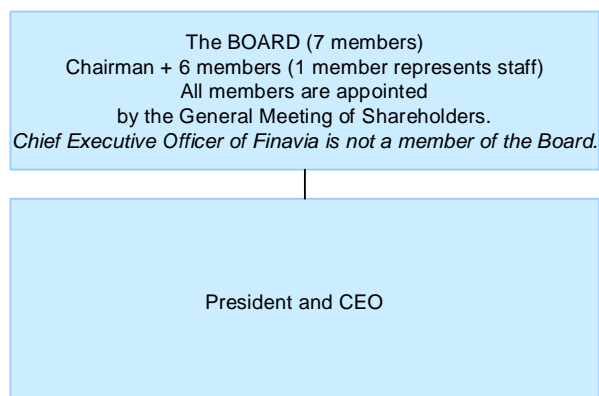 The BOARD (7 members)
Chairman + 6 members (1 member represents staff)
All members are appointed
by the General Meeting of Shareholders.
Chief Executive Officer of Finavia is not a member of the Board.
President and CEO